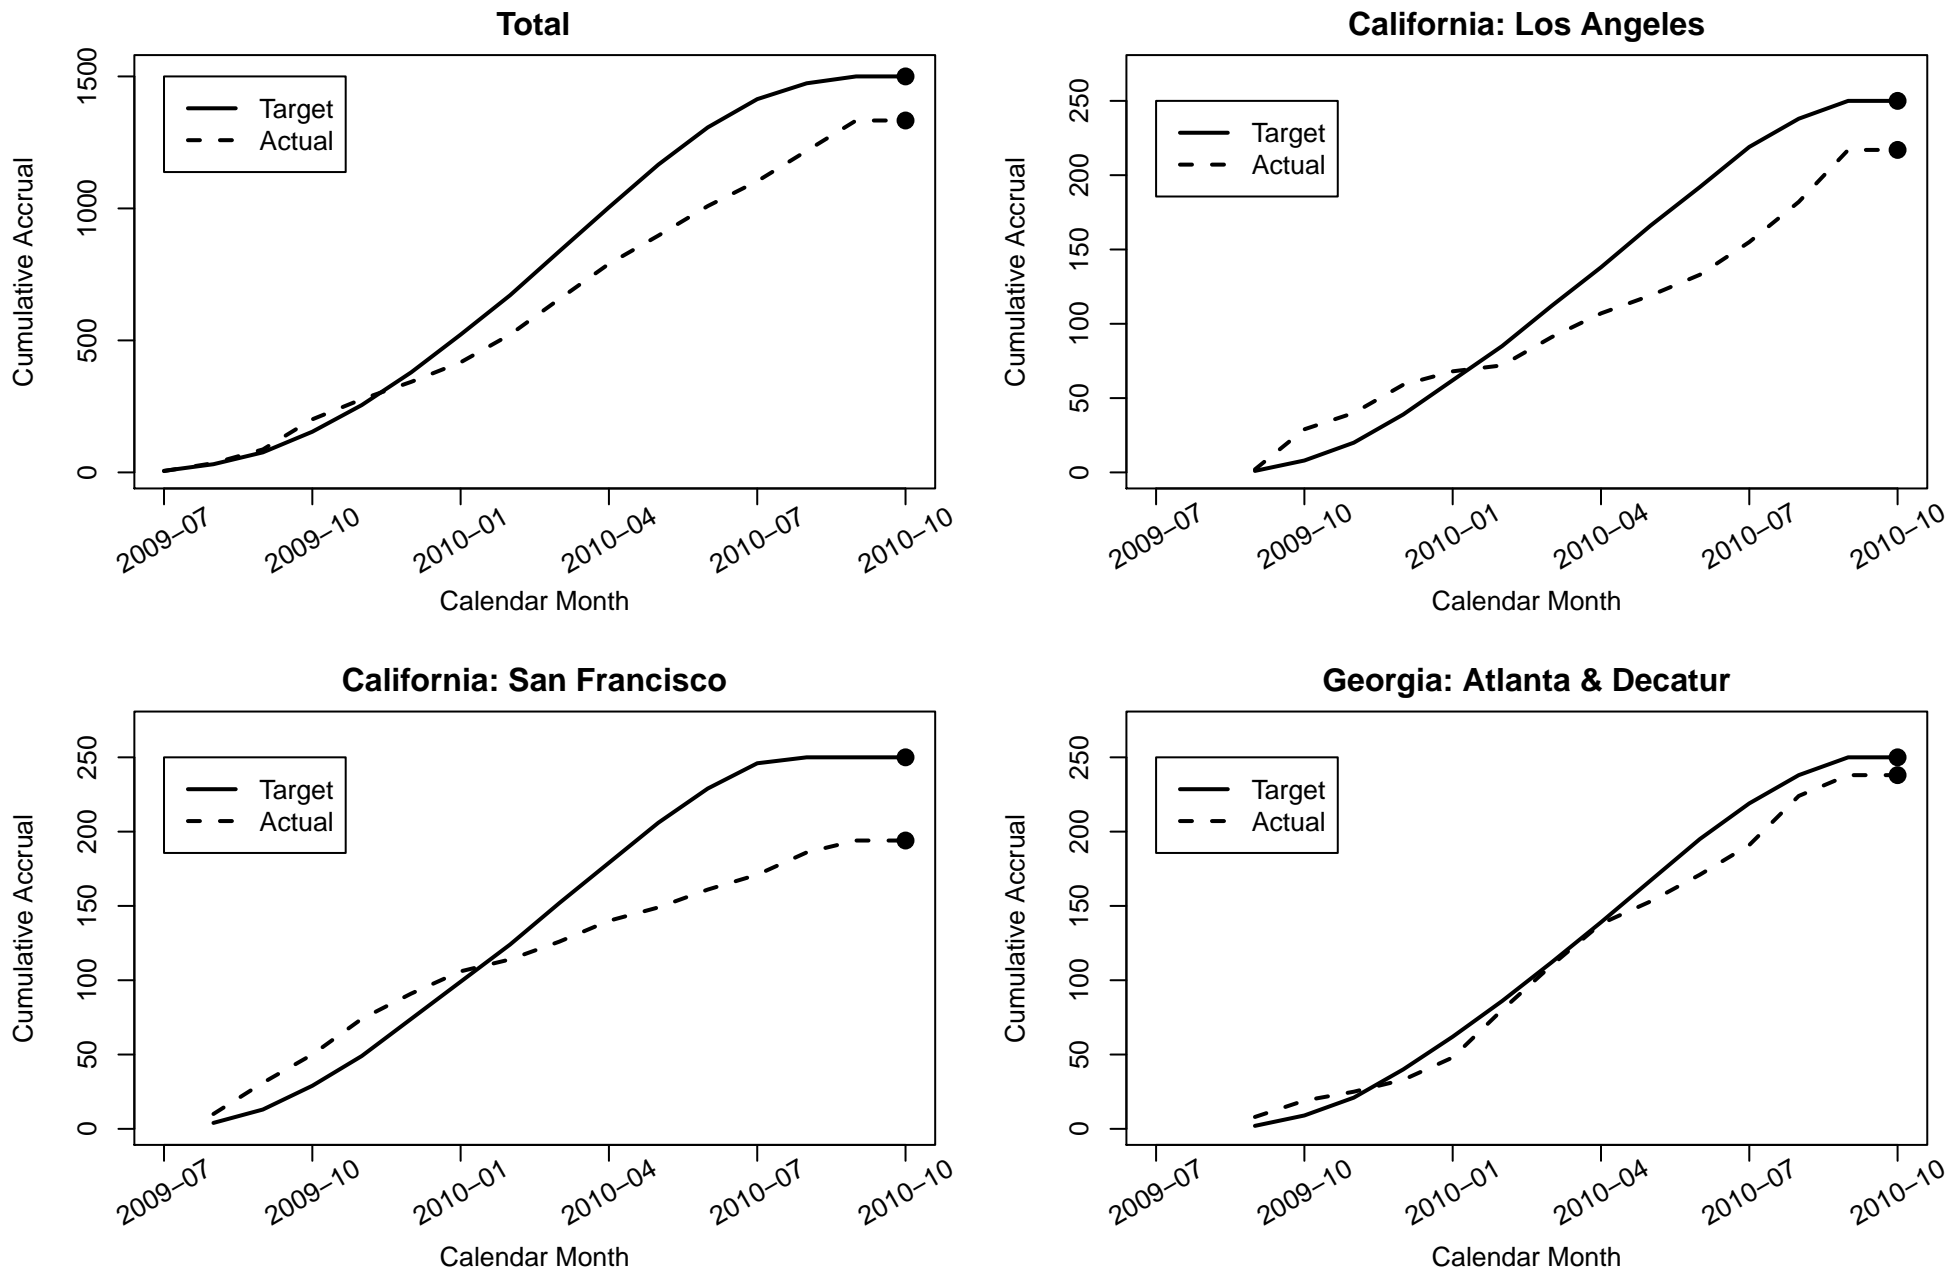 Total
Cumulative Accrual
1500
1000
500
0
Target
Actual
2009–07
2009–10
2010–01
2010–04
2010–07
2010–10
Calendar Month
California: Los Angeles
Cumulative Accrual
250
200
150
100
50
0
Target
Actual
2009–07
2009–10
2010–01
2010–04
2010–07
2010–10
Calendar Month
California: San Francisco
Cumulative Accrual
250
200
150
100
50
0
Target
Actual
2009–07
2009–10
2010–01
2010–04
2010–07
2010–10
Calendar Month
Georgia: Atlanta & Decatur
Cumulative Accrual
250
200
150
100
50
0
Target
Actual
2009–07
2009–10
2010–01
2010–04
2010–07
2010–10
Calendar Month